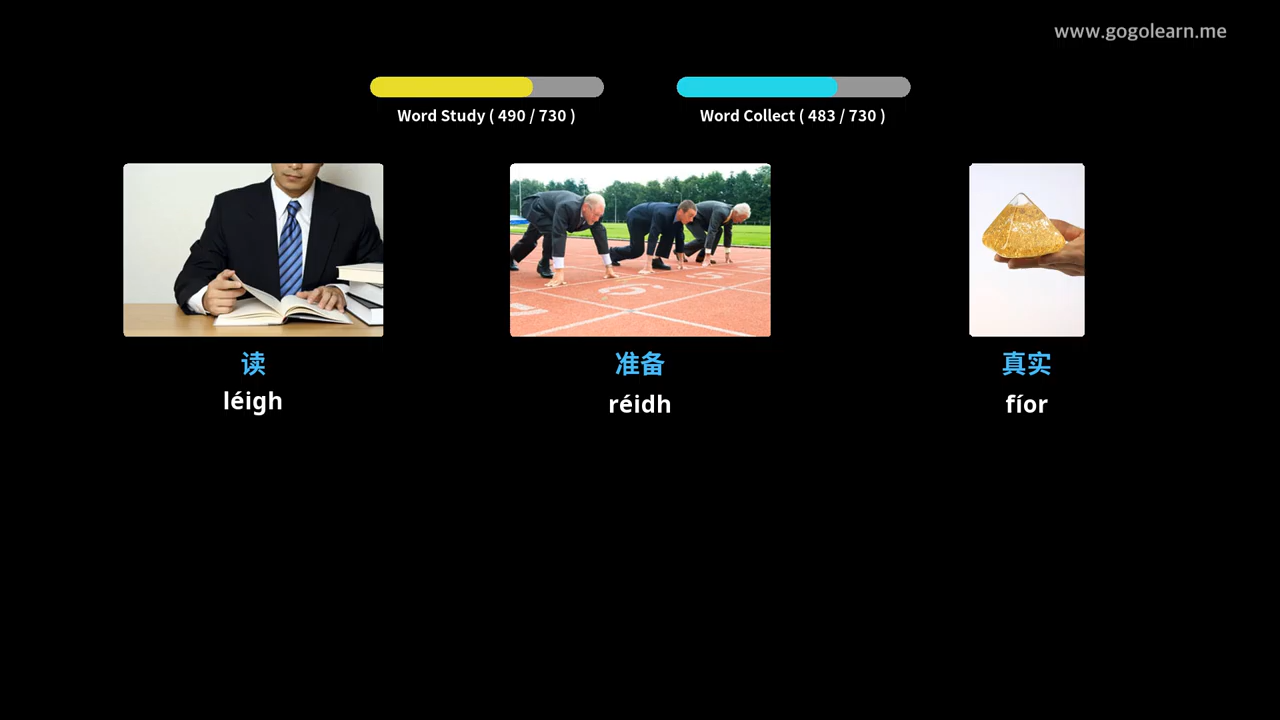 www.gogolearn.me
Word Study ( 490 / 730 )
Word Collect ( 483 / 730 )
读
léigh
准备
réidh
真实
fíor